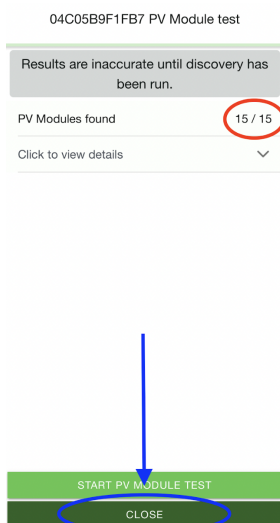 04C05B9F1FB7 PV Module test
Results are inaccurate until discovery has
been run.
PV Modules found 15 / 15
Click to view details
START PV MODULE TEST
CLOSE